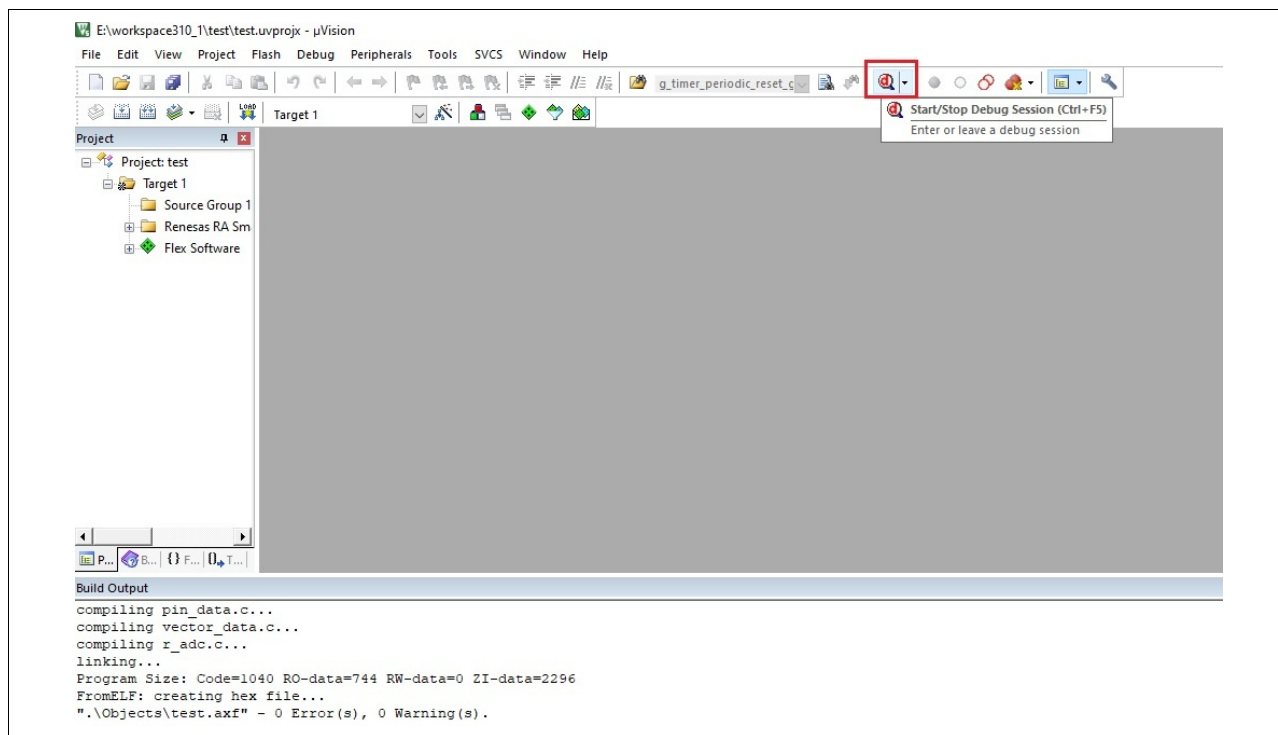 E:\workspace310_1\test\test.uvprojx - µVision
File Edit View Project Flash Debug Peripherals Tools SVCS Window Help
g_timer_periodic_reset_c
LOAD Target 1
Start/Stop Debug Session (Ctrl+F5)
Enter or leave a debug session
Project
Project: test
Target 1
Source Group 1
Renesas RA Sm
Flex Software
P... B... {} F... 0 T...
Build Output
compiling pin_data.c...
compiling vector_data.c...
compiling r_adc.c...
linking...
Program Size: Code=1040 RO-data=744 RW-data=0 ZI-data=2296
FromELF: creating hex file...
".\Objects\test.axf" - 0 Error(s), 0 Warning(s).